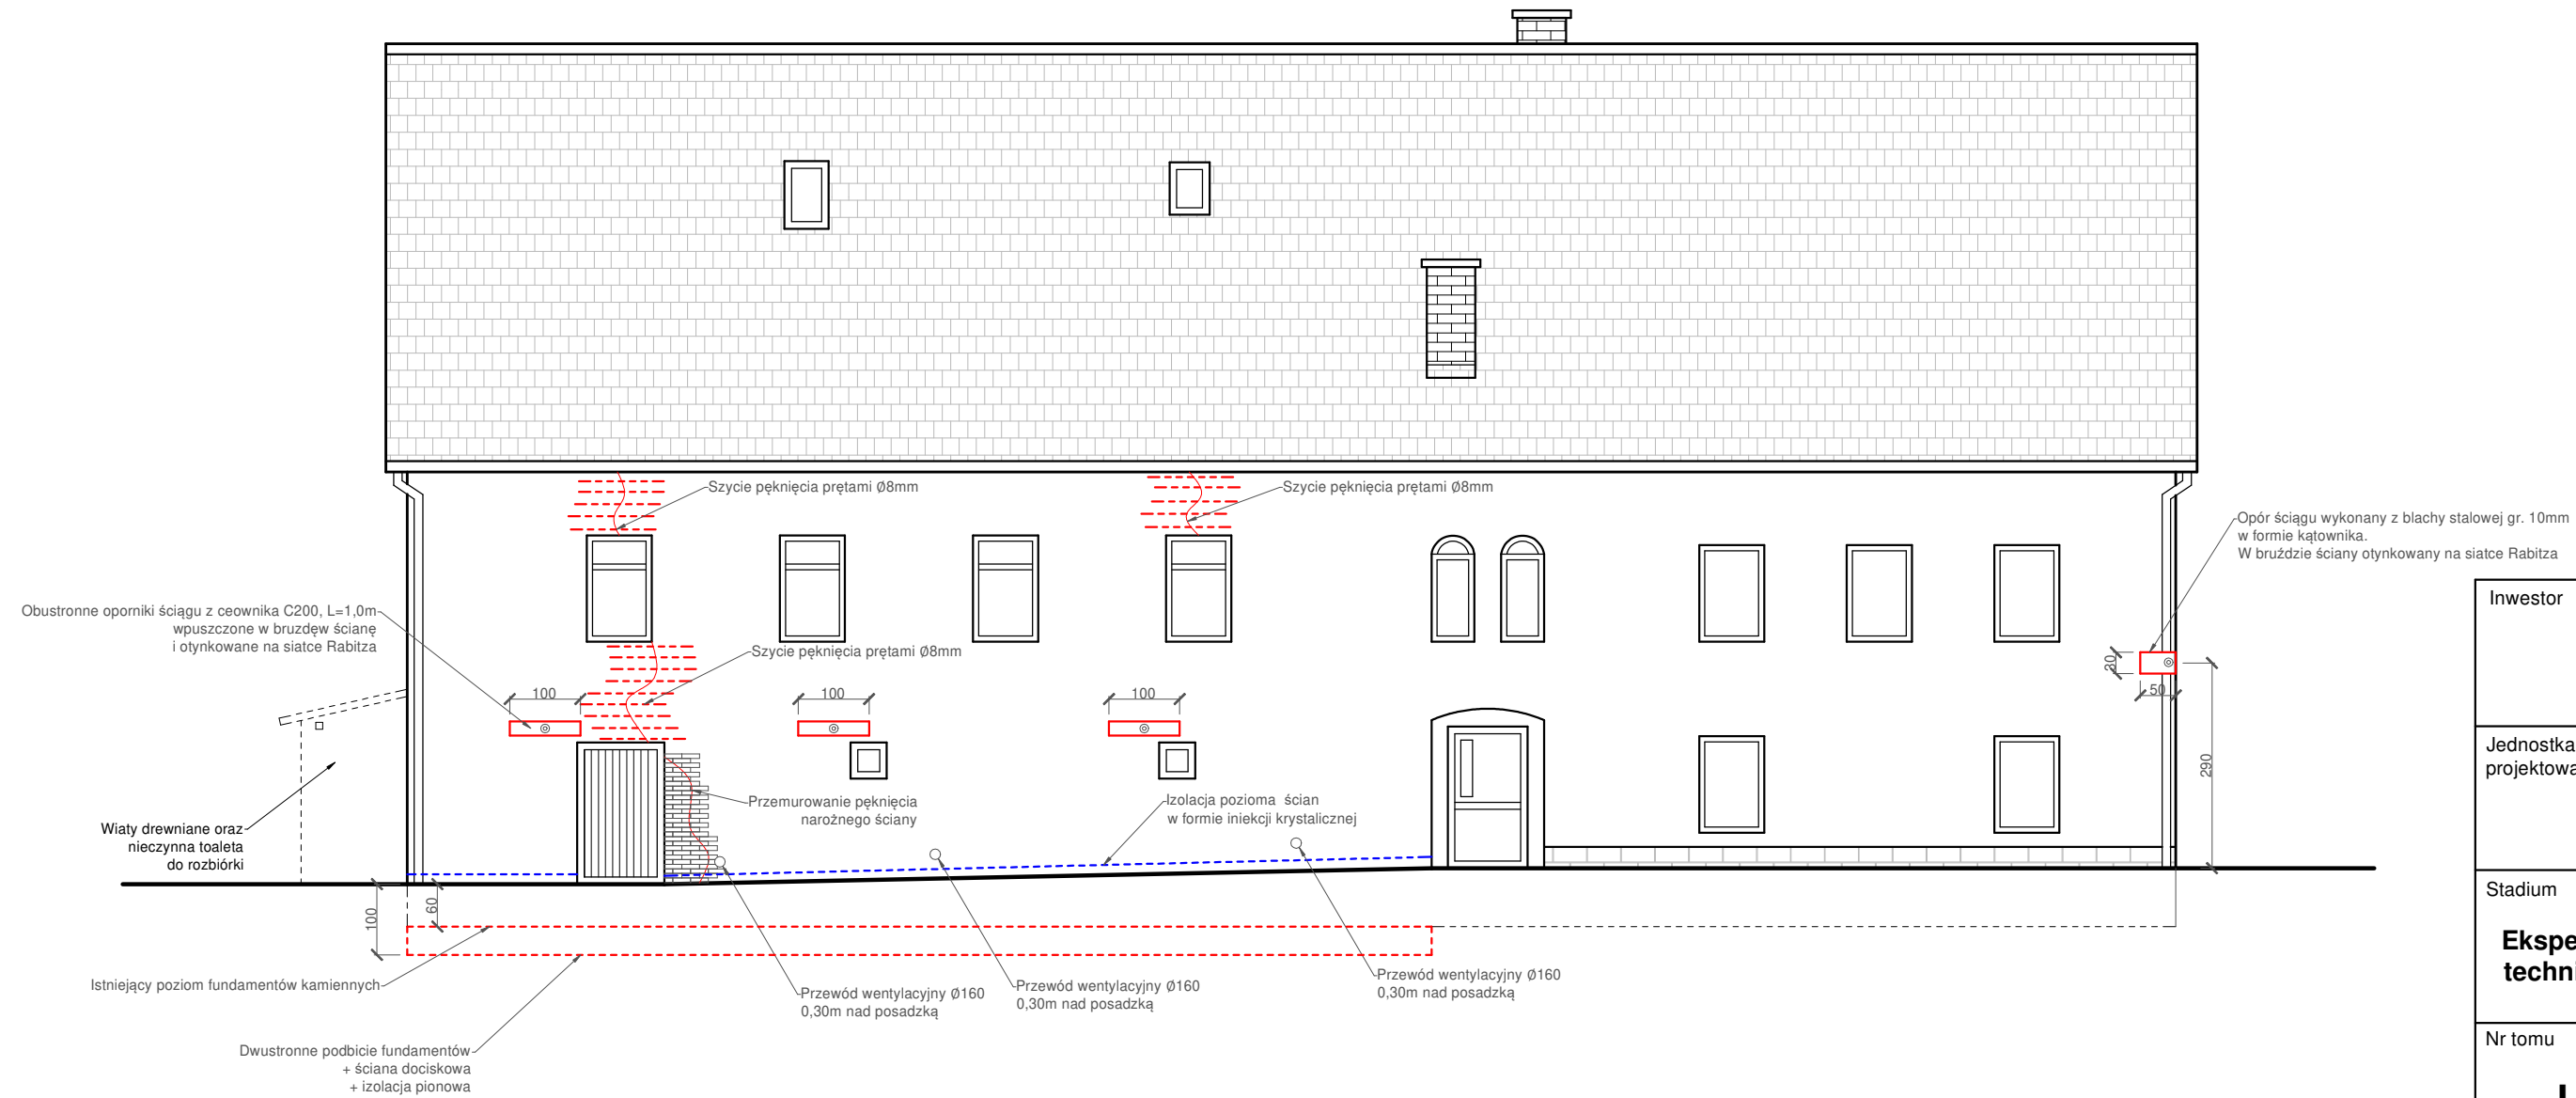 Szycie pęknięcia prętami Ø8mm
Szycie pęknięcia prętami Ø8mm
Opór ściągu wykonany z blachy stalowej gr. 10mm
w formie kątownika.
W bruździe ściany otynkowany na siatce Rabitza
Obustronne oporniki ściągu z ceownika C200, L=1,0m
wpuszczone w bruzdęw ścianę
i otynkowane na siatce Rabitza
Szycie pęknięcia prętami Ø8mm
100
100
100
50
290
Przemurowanie pęknięcia
narożnego ściany
Izolacja pozioma ścian
w formie iniekcji krystalicznej
Wiaty drewniane oraz
nieczynna toaleta
do rozbiórki
100
60
Istniejący poziom fundamentów kamiennych
Przewód wentylacyjny Ø160
0,30m nad posadzką
Przewód wentylacyjny Ø160
0,30m nad posadzką
Przewód wentylacyjny Ø160
0,30m nad posadzką
Dwustronne podbicie fundamentów
+ ściana dociskowa
+ izolacja pionowa
Inwestor
Jednostka
Stadium
Nr tomu